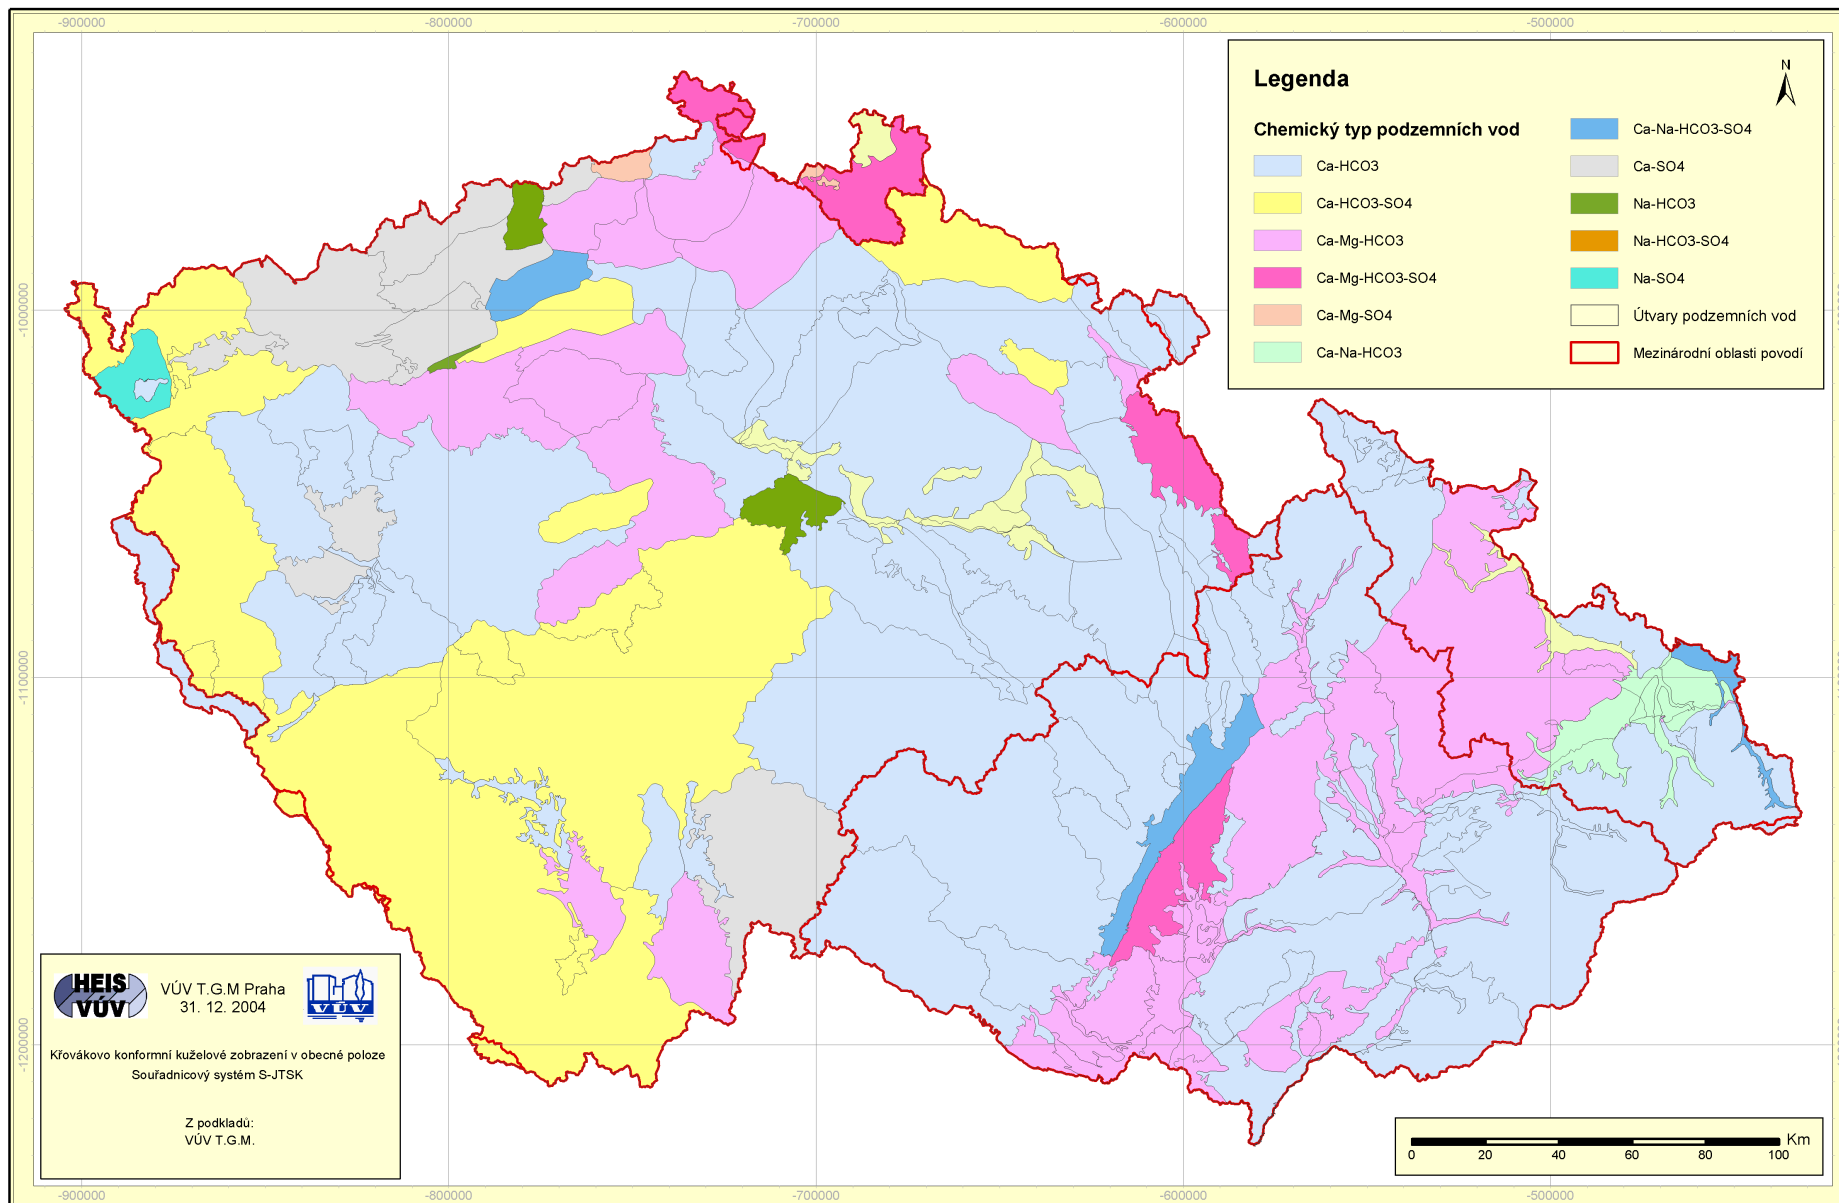 -900000 -800000 -700000 -600000 -500000
Legenda
N
Chemický typ podzemních vod
Ca-HCO3
Ca-HCO3-SO4
Ca-Mg-HCO3
Ca-Mg-HCO3-SO4
Ca-Mg-SO4
Ca-Na-HCO3
Ca-Na-HCO3-SO4
Ca-SO4
Na-HCO3
Na-HCO3-SO4
Na-SO4
Útvary podzemních vod
Mezinárodní oblasti povodí
-1000000
-1100000
-1200000
HEIS
VÚV
VÚV T.G.M Praha
31. 12. 2004
VÚV
Křovákovo konformní kuželové zobrazení v obecné poloze
Souřadnicový systém S-JTSK
Z podkladů:
VÚV T.G.M.
Km
0 20 40 60 80 100
-900000 -800000 -700000 -600000 -500000